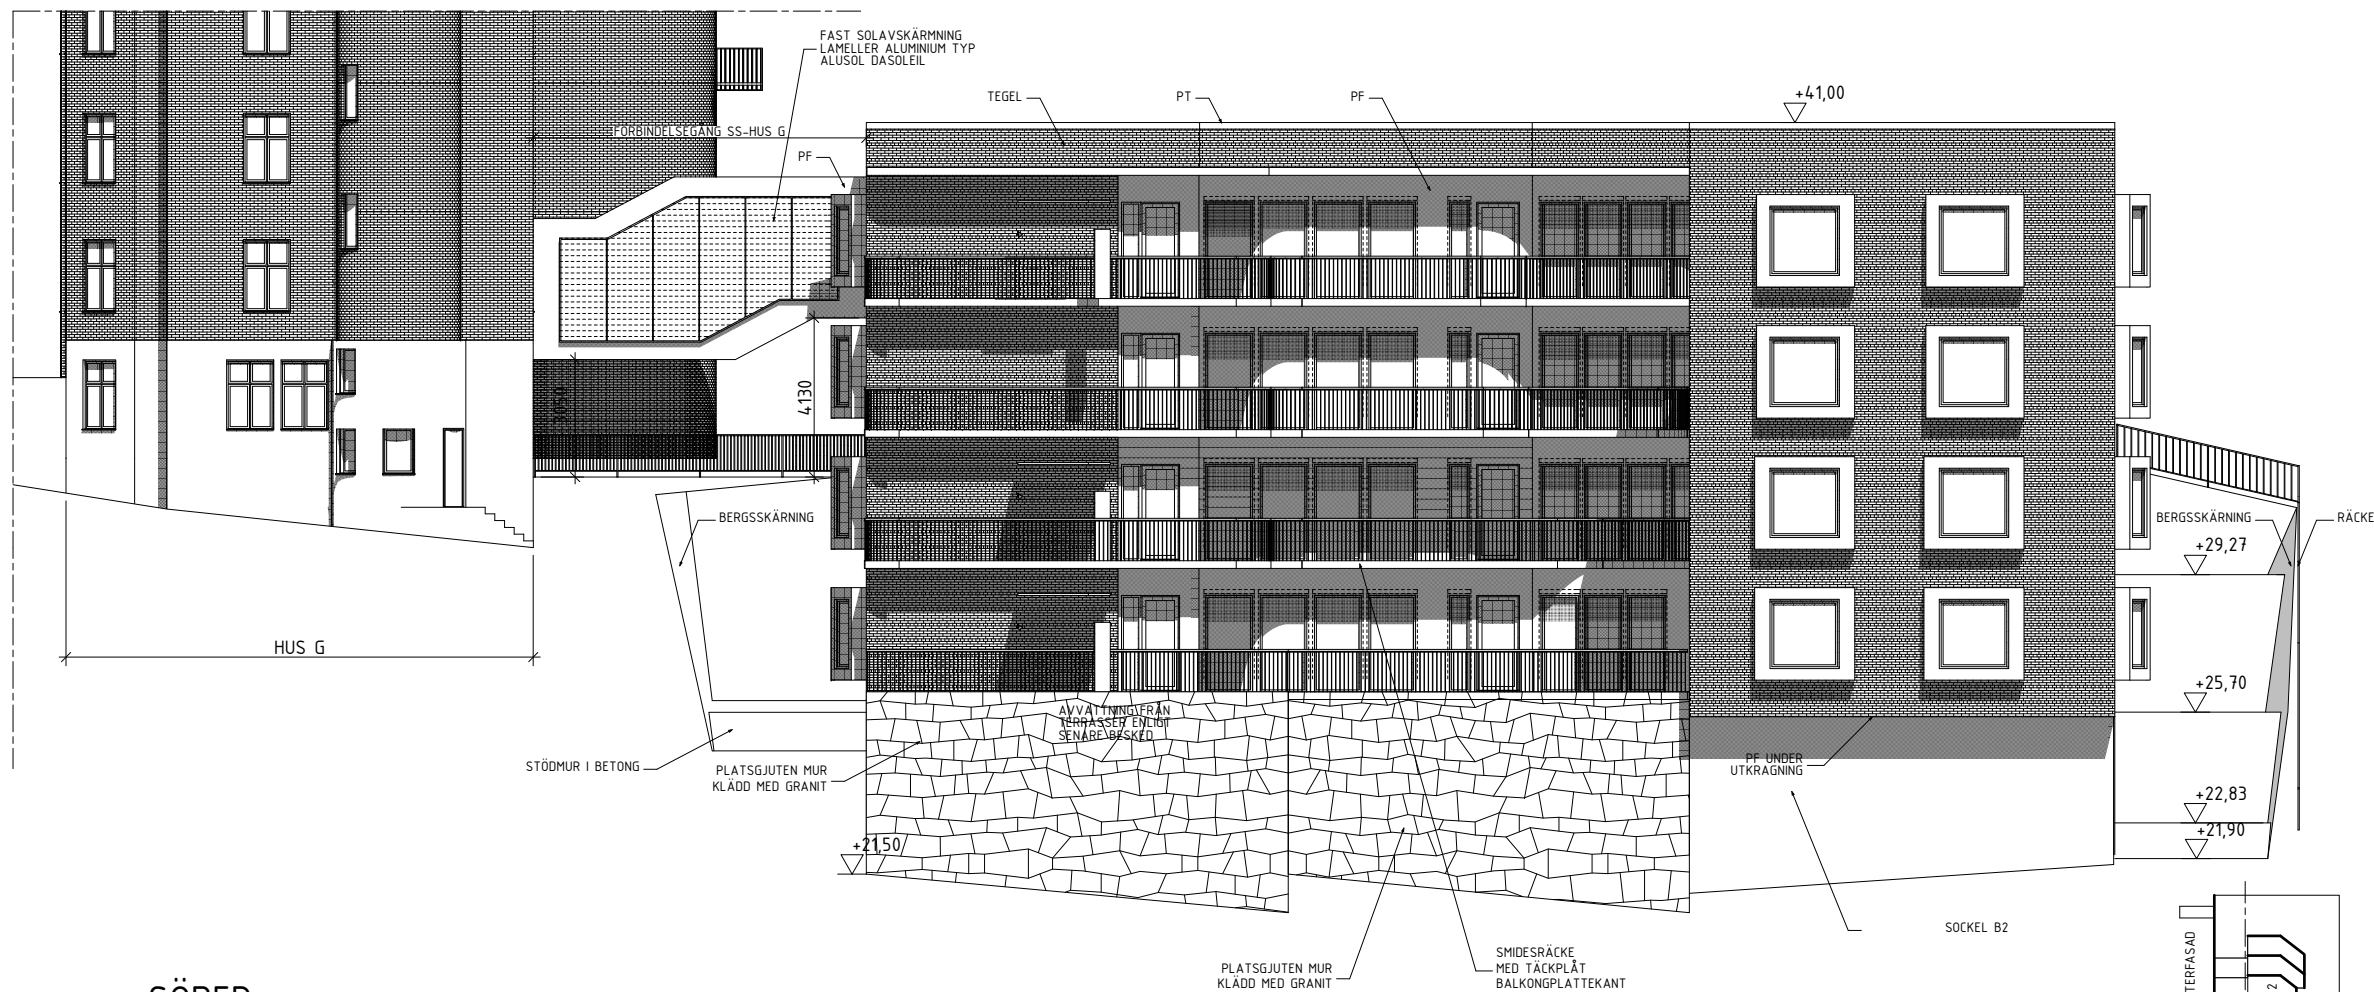 FAST SOLAVSKÄRMNING
LAMELLER ALUMINIUM TYP
ALUSOL DASOLEIL
TEGEL
PT
PF
+41,00
FÖRBINDELSEGÅNG SS-HUS G
PF
3050
4130
BERGSSKÄRNING
BERGSSKÄRNING
RÄCKE
+29,27
HUS G
+25,70
AVVATTNING FRÅN
TERRASSER ENLIGT
SENARE BESKED
STÖDMUR I BETONG
PLATSGJUTEN MUR
KLÄDD MED GRANIT
PF UNDER
UTKRAGNING
+22,83
+21,90
+21,50
SOCKEL B2
PLATSGJUTEN MUR
KLÄDD MED GRANIT
SMIDESRÄCKE
MED TÄCKPLÅT
BALKONGPLATTEKANT
TERFASAD
2